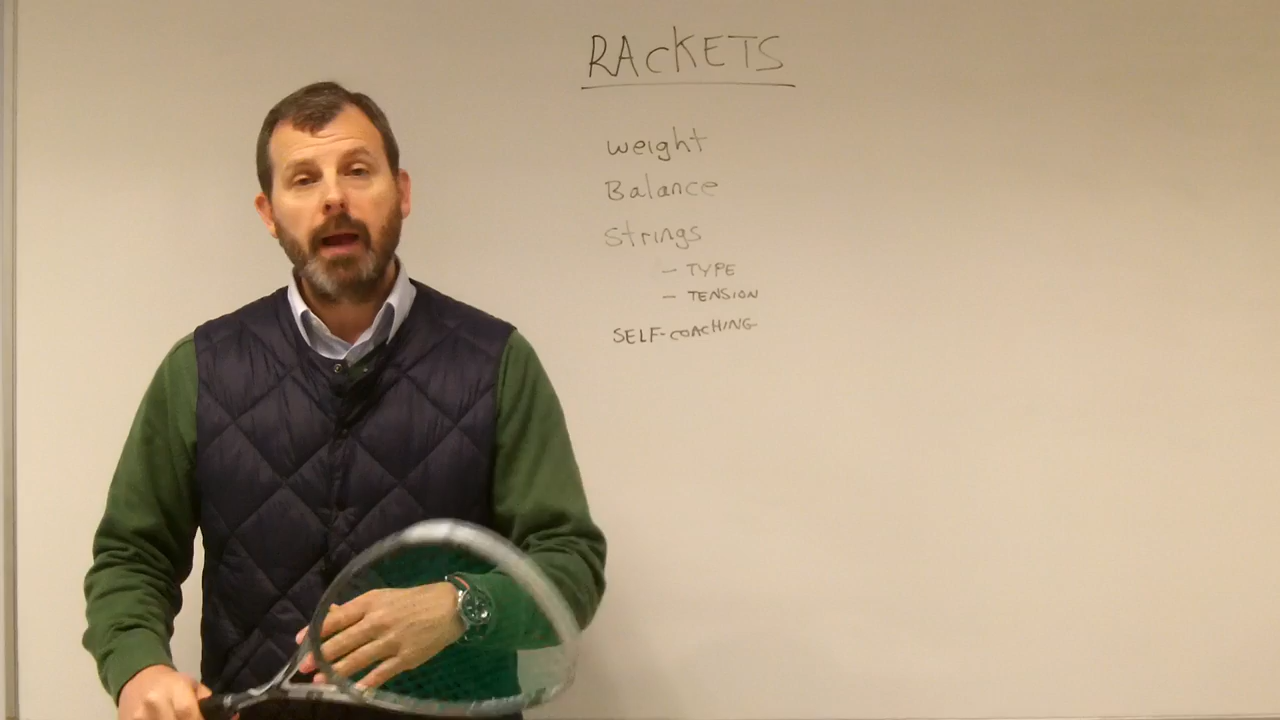 RACKETS
weight
Balance
strings
- TYPE
- TENSION
SELF-COACHING